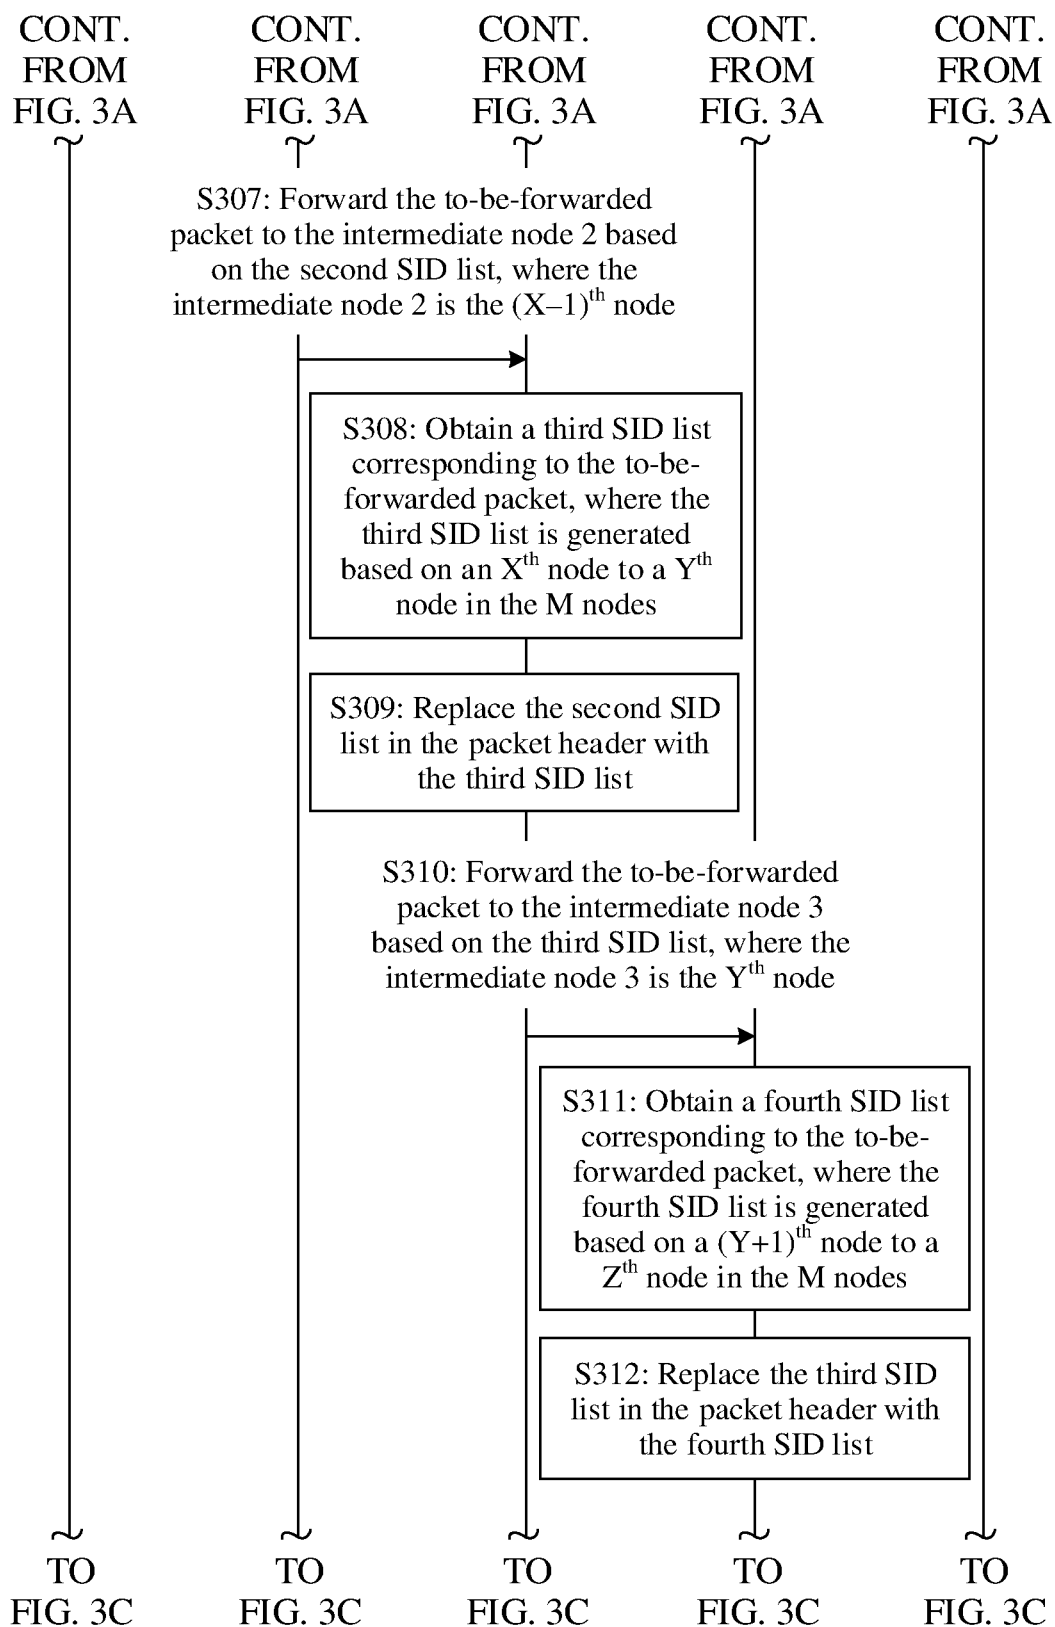 CONT. FROM FIG. 3A
CONT. FROM FIG. 3A
CONT. FROM FIG. 3A
CONT. FROM FIG. 3A
CONT. FROM FIG. 3A
S307: Forward the to-be-forwarded
packet to the intermediate node 2 based
on the second SID list, where the
intermediate node 2 is the (X–1)th node
S308: Obtain a third SID list
corresponding to the to-be-
forwarded packet, where the
third SID list is generated
based on an Xth node to a Yth
node in the M nodes
S309: Replace the second SID
list in the packet header with
the third SID list
S310: Forward the to-be-forwarded
packet to the intermediate node 3
based on the third SID list, where the
intermediate node 3 is the Yth node
S311: Obtain a fourth SID list
corresponding to the to-be-
forwarded packet, where the
fourth SID list is generated
based on a (Y+1)th node to a
Zth node in the M nodes
S312: Replace the third SID
list in the packet header with
the fourth SID list
TO FIG. 3C
TO FIG. 3C
TO FIG. 3C
TO FIG. 3C
TO FIG. 3C